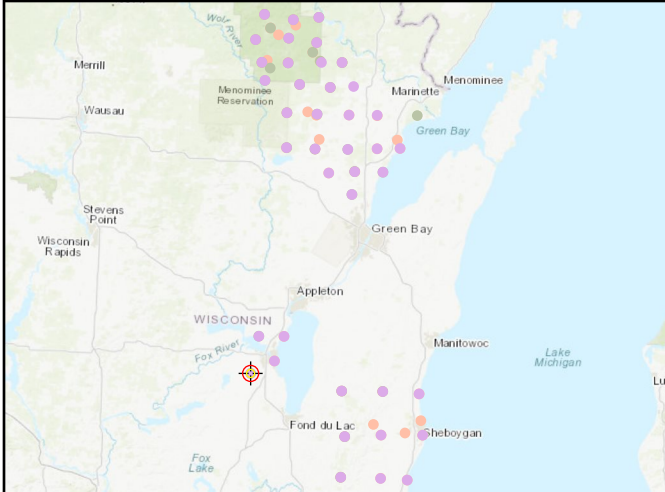 Wolf
River
Merrill
Menominee
Menominee
Reservation
Marinette
Wausau
Green Bay
Stevens
Point
Green Bay
Wisconsin
Rapids
Appleton
WISCONSIN
Manitowoc
Fox River
Lake
Michigan
Lu
Fond du Lac
Sheboygan
Fox
Lake